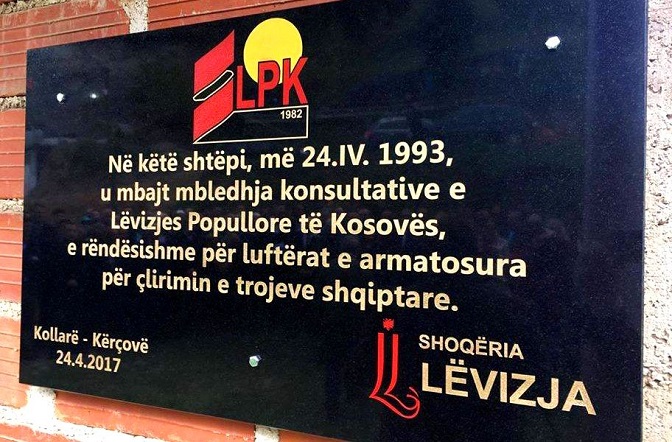 LPK
1982
Në këtë shtëpi, më 24.IV. 1993,
u mbajt mbledhja konsultative e
Lëvizjes Popullore të Kosovës,
e rëndësishme për luftërat e armatosura
për çlirimin e trojeve shqiptare.
Kollarë - Kërçovë
24.4.2017
SHOQËRIA
LËVIZJA